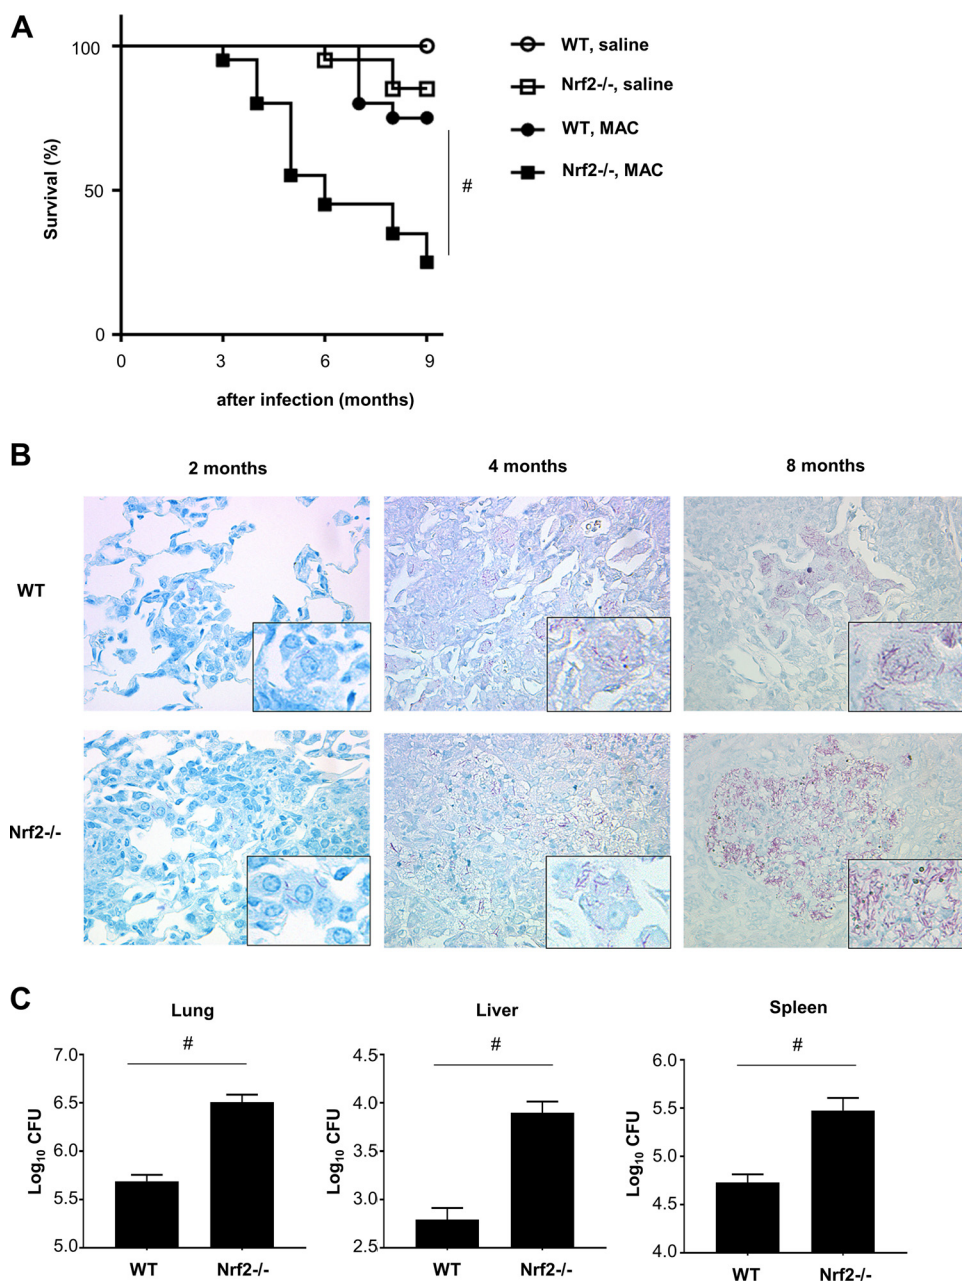 A
100
50
0
Survival (%)
0 3 6 9
after infection (months)
WT, saline
Nrf2-/-, saline
WT, MAC
Nrf2-/-, MAC
#
B
2 months 4 months 8 months
WT
Nrf2-/-
C
Lung
#
7.0
6.5
6.0
5.5
5.0
Log10 CFU
WT Nrf2-/-
Liver
#
4.5
4.0
3.5
3.0
2.5
Log10 CFU
WT Nrf2-/-
Spleen
#
6.0
5.5
5.0
4.5
4.0
Log10 CFU
WT Nrf2-/-